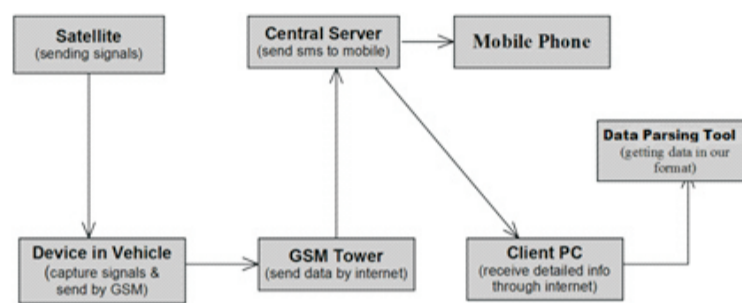 Satellite
(sending signals)
Central Server
(send sms to mobile)
Mobile Phone
Data Parsing Tool
(getting data in our
format)
Device in Vehicle
(capture signals &
send by GSM)
GSM Tower
(send data by internet)
Client PC
(receive detailed info
through internet)